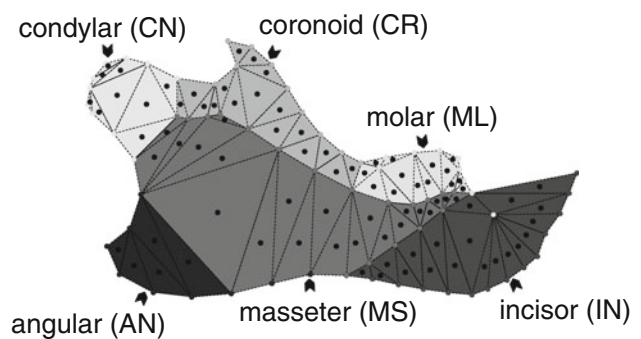 condylar (CN)
coronoid (CR)
molar (ML)
angular (AN)
masseter (MS)
incisor (IN)